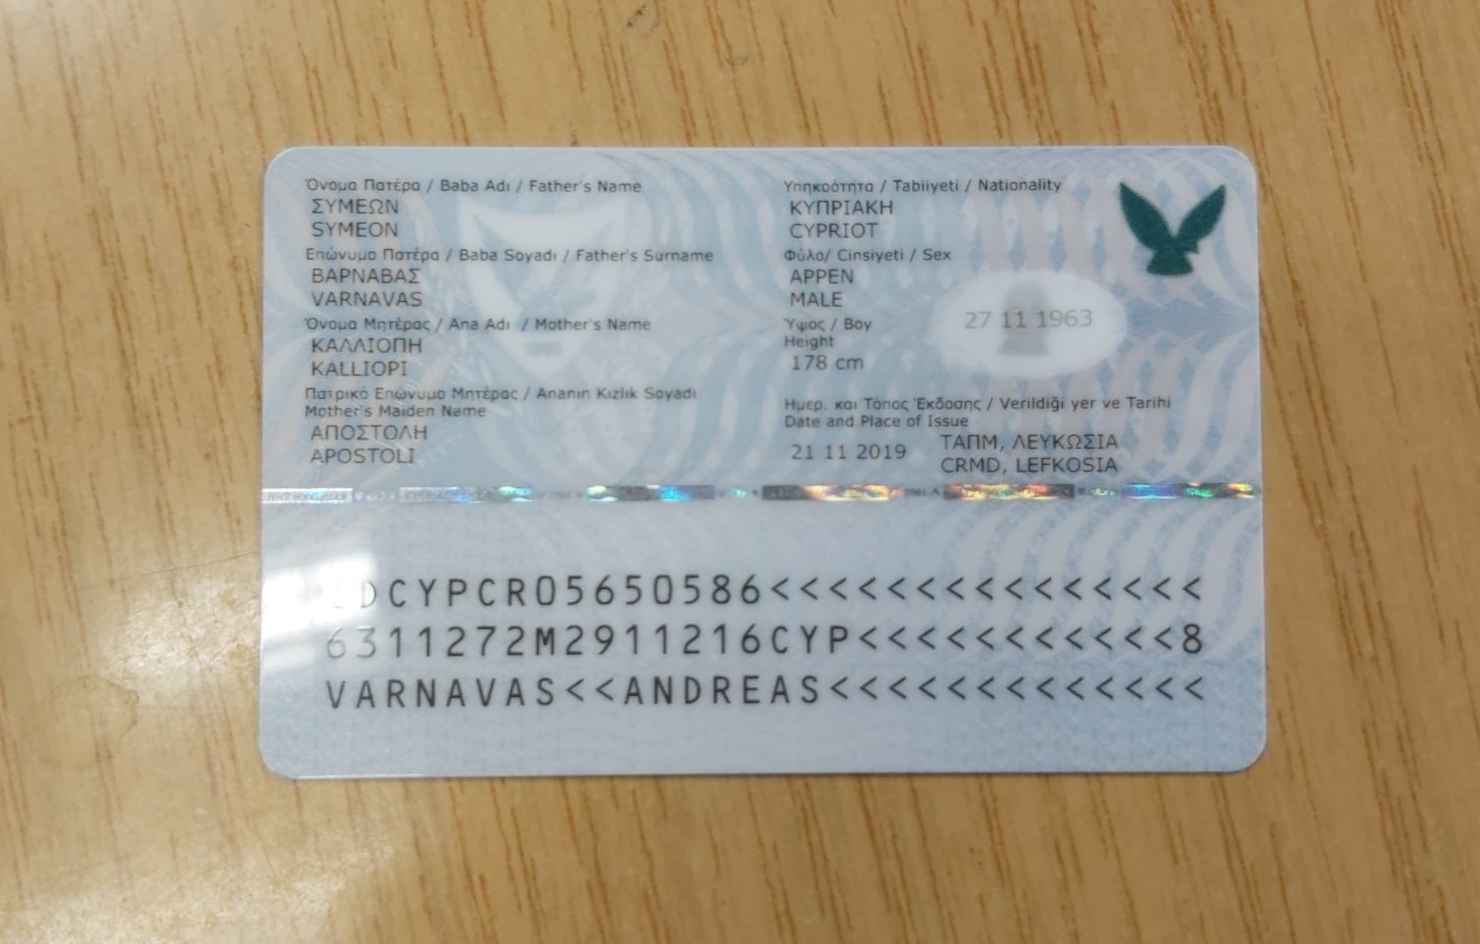 Όνομα Πατέρα / Baba Adı / Father's Name
ΣΥΜΕΩΝ
SYMEON
Επώνυμο Πατέρα / Baba Soyadı / Father's Surname
ΒΑΡΝΑΒΑΣ
VARNAVAS
Όνομα Μητέρας / Ana Adı / Mother's Name
ΚΑΛΛΙΟΠΗ
KALLIOPI
Πατρικό Επώνυμο Μητέρας / Ananın Kızlık Soyadı
Mother's Maiden Name
ΑΠΟΣΤΟΛΗ
APOSTOLI
Υπηκοότητα / Tabiiyeti / Nationality
ΚΥΠΡΙΑΚΗ
CYPRIOT
Φύλο/ Cinsiyeti / Sex
ΑΡΡΕΝ
MALE
Ύψος / Boy
Height
178 cm
27 11 1963
Ημερ. και Τόπος Έκδοσης / Verildiği yer ve Tarihi
Date and Place of Issue
21 11 2019
ΤΑΠΜ, ΛΕΥΚΩΣΙΑ
CRMD, LEFKOSIA
IDCYPCR05650586<<<<<<<<<<<<<<<
6311272M2911216CYP<<<<<<<<<<<8
VARNAVAS<<ANDREAS<<<<<<<<<<<<<